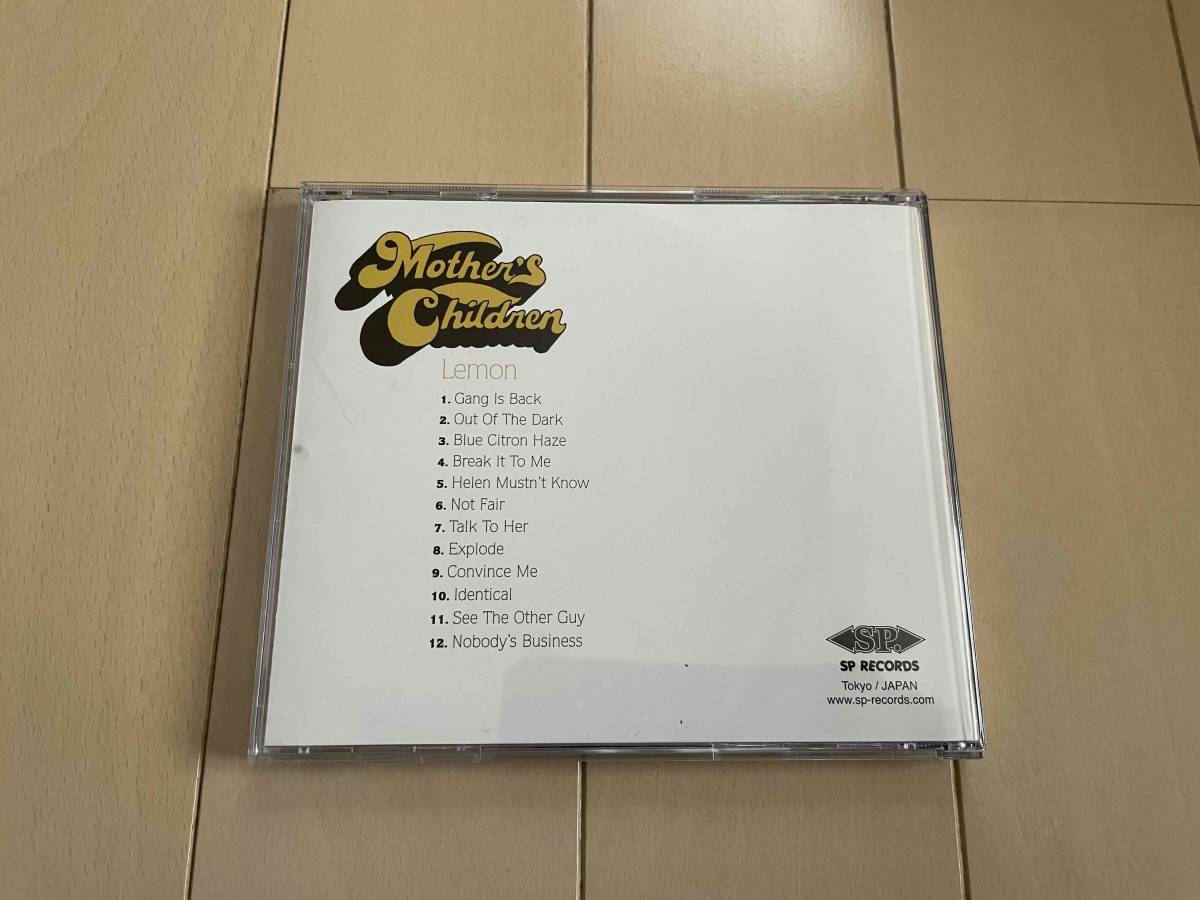 Mother's
Children
Lemon
1. Gang Is Back
2. Out Of The Dark
3. Blue Citron Haze
4. Break It To Me
5. Helen Mustn't Know
6. Not Fair
7. Talk To Her
8. Explode
9. Convince Me
10. Identical
11. See The Other Guy
12. Nobody's Business
SP.
SP RECORDS
Tokyo / JAPAN
www.sp-records.com